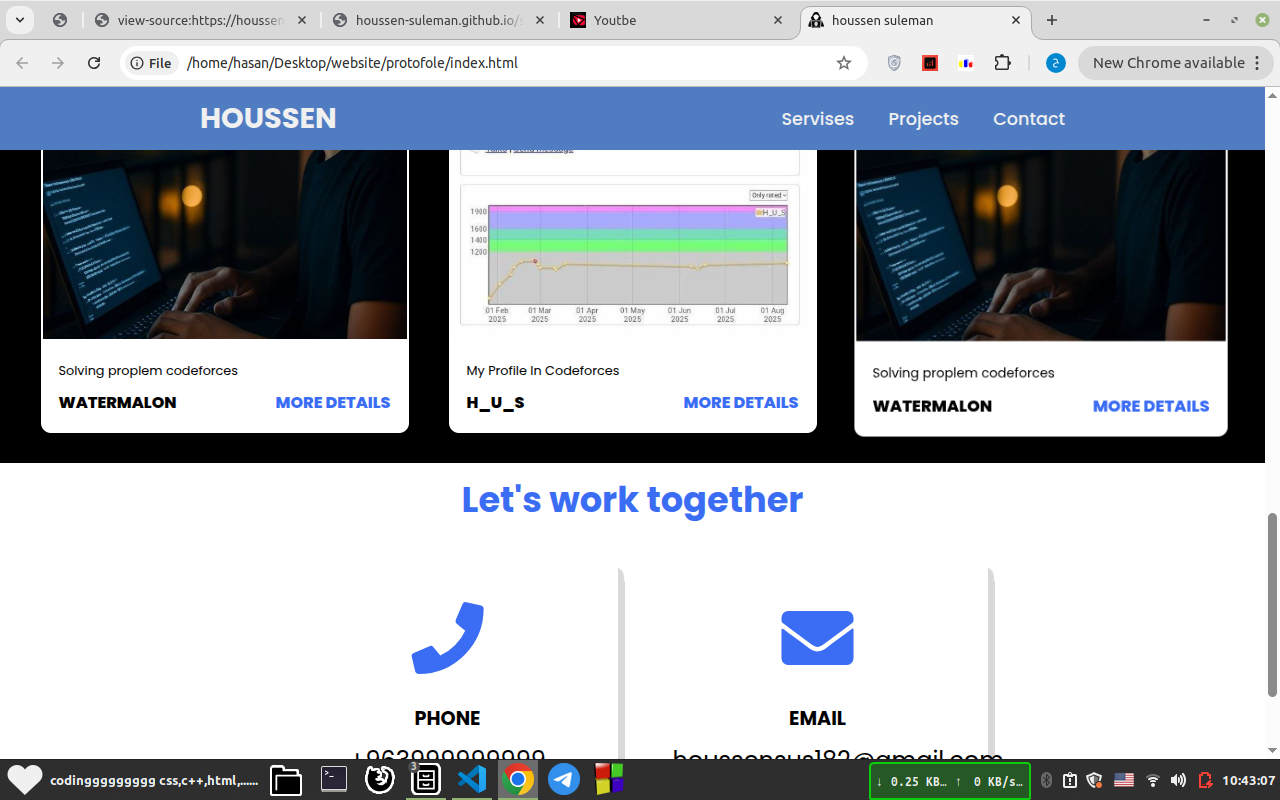 view-source:https://houssen
houssen-suleman.github.io/
Youtbe
houssen suleman
File
/home/hasan/Desktop/website/protofole/index.html
New Chrome available
HOUSSEN
Servises
Projects
Contact
Only rated
H_U_S
1900
1600
1400
1200
01 Feb 2025
01 Mar 2025
01 Apr 2025
01 May 2025
01 Jun 2025
01 Jul 2025
01 Aug 2025
Solving proplem codeforces
WATERMALON
MORE DETAILS
My Profile In Codeforces
H_U_S
MORE DETAILS
Solving proplem codeforces
WATERMALON
MORE DETAILS
Let's work together
PHONE
EMAIL
+963999999999
houssensus182@gmail.com
codinggggggggg css,c++,html,......
3
↓ 0.25 KB… ↑ 0 KB/s…
10:43:07